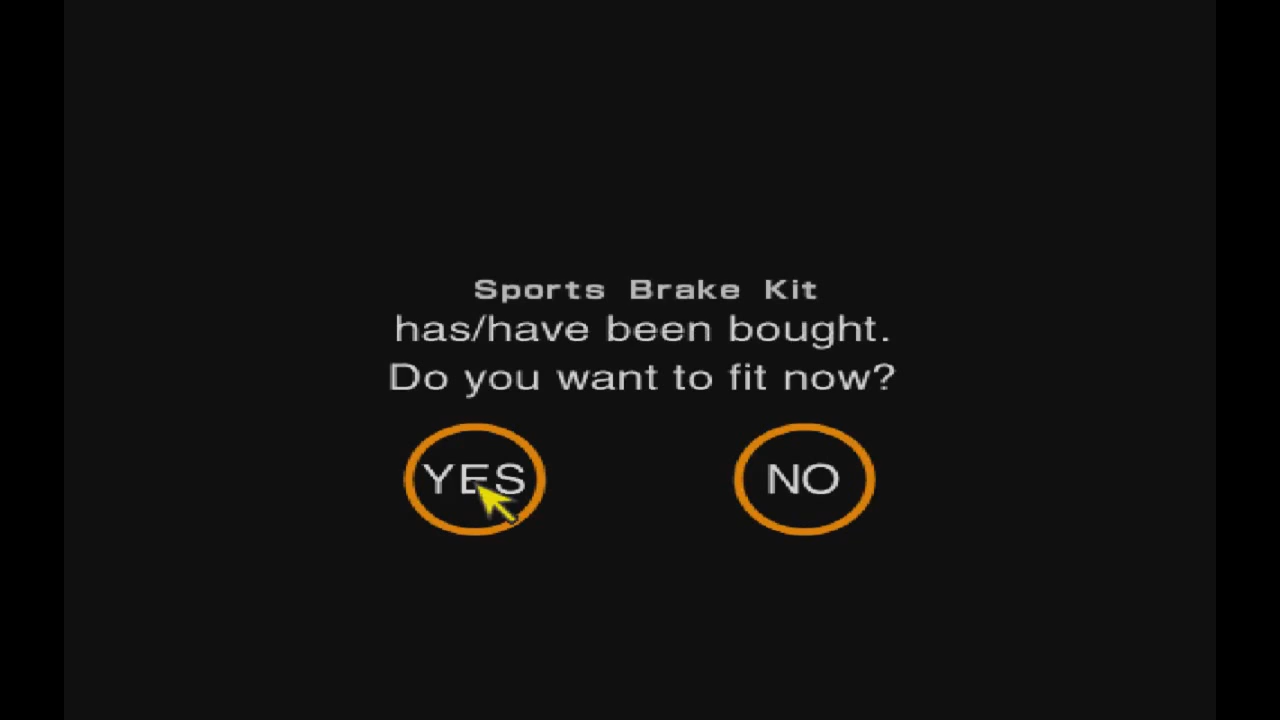 Sports Brake Kit
has/have been bought.
Do you want to fit now?
YES NO